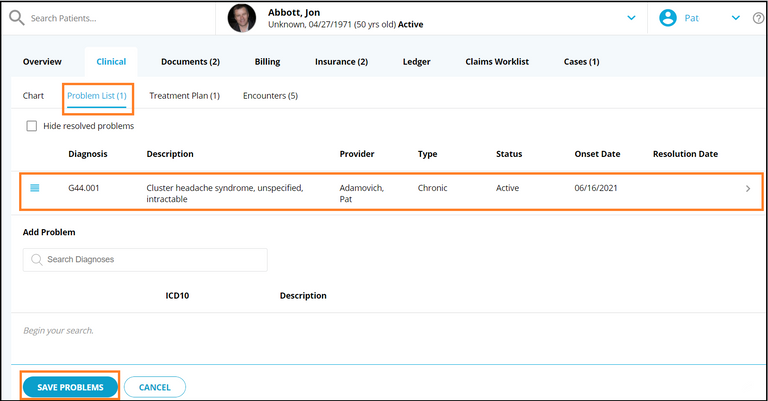 Search Patients...
Abbott, Jon
Unknown, 04/27/1971 (50 yrs old) Active
Pat
Overview Clinical Documents (2) Billing Insurance (2) Ledger Claims Worklist Cases (1)
Chart Problem List (1) Treatment Plan (1) Encounters (5)
Hide resolved problems
Diagnosis Description Provider Type Status Onset Date Resolution Date
G44.001 Cluster headache syndrome, unspecified, Adamovich, Chronic Active 06/16/2021
intractable Pat
Add Problem
Search Diagnoses
ICD10 Description
Begin your search.
SAVE PROBLEMS CANCEL